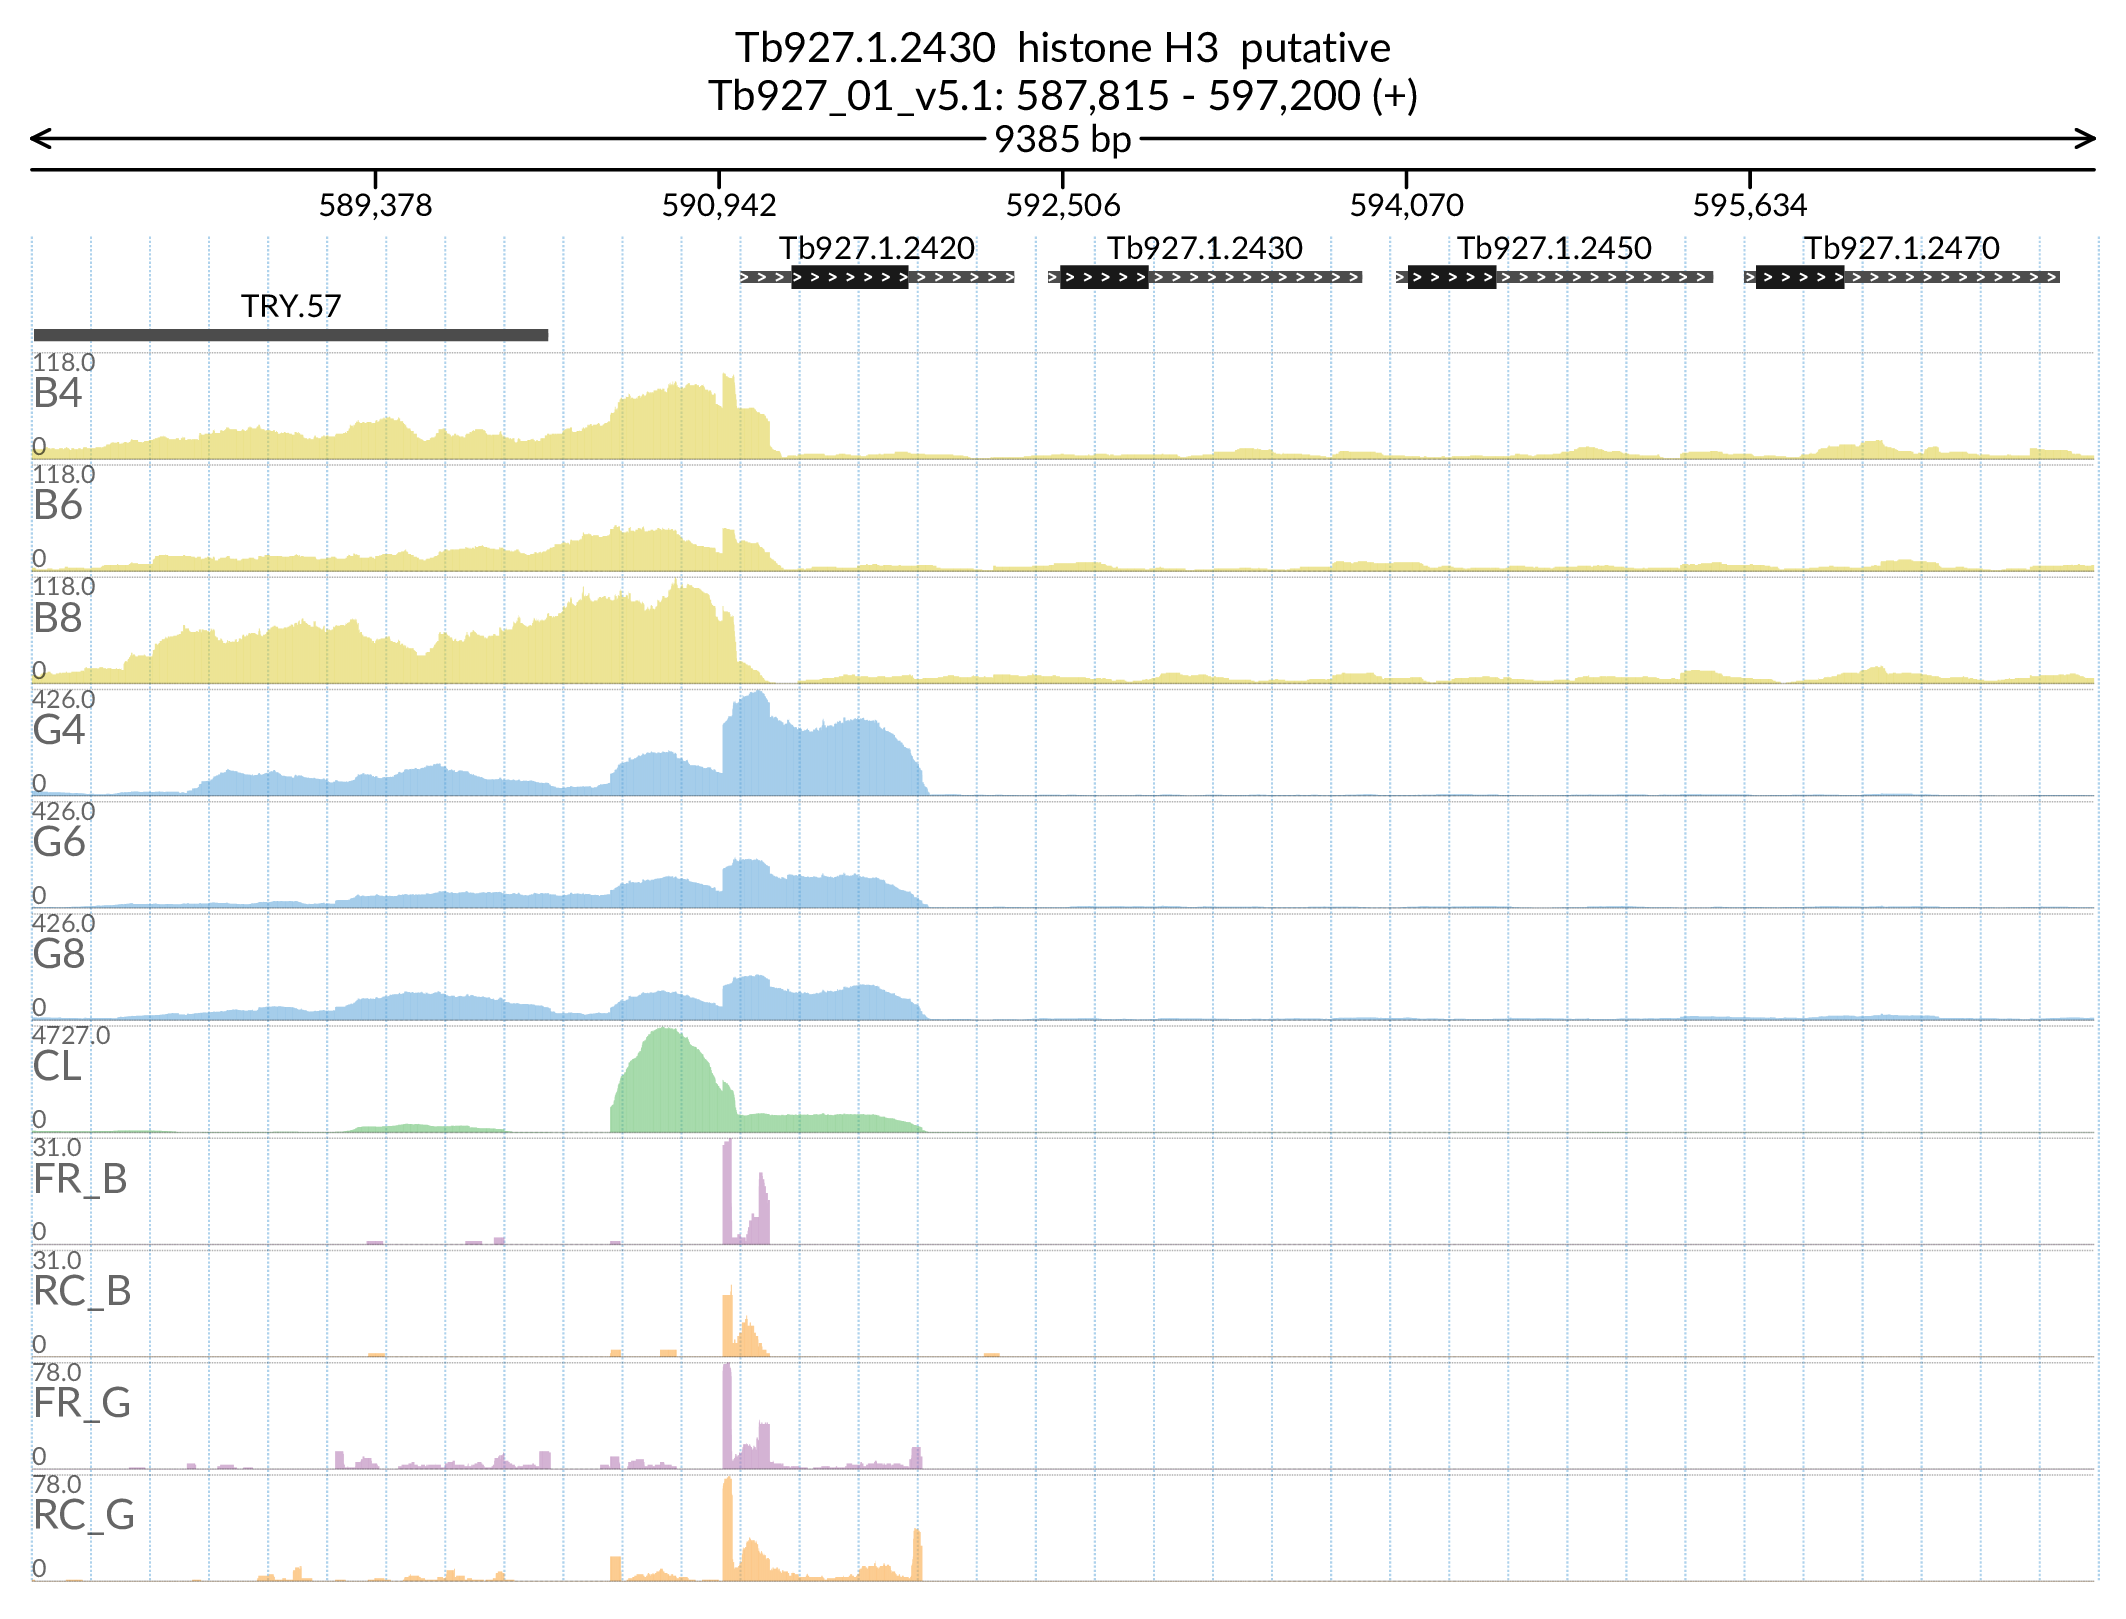 Tb927.1.2430  histone H3  putative
Tb927_01_v5.1: 587,815 - 597,200 (+)
9385 bp
589,378 590,942 592,506 594,070 595,634
Tb927.1.2420 Tb927.1.2430 Tb927.1.2450 Tb927.1.2470
TRY.57
118.0
B4
0
118.0
B6
0
118.0
B8
0
426.0
G4
0
426.0
G6
0
426.0
G8
0
4727.0
CL
0
31.0
FR_B
0
31.0
RC_B
0
78.0
FR_G
0
78.0
RC_G
0